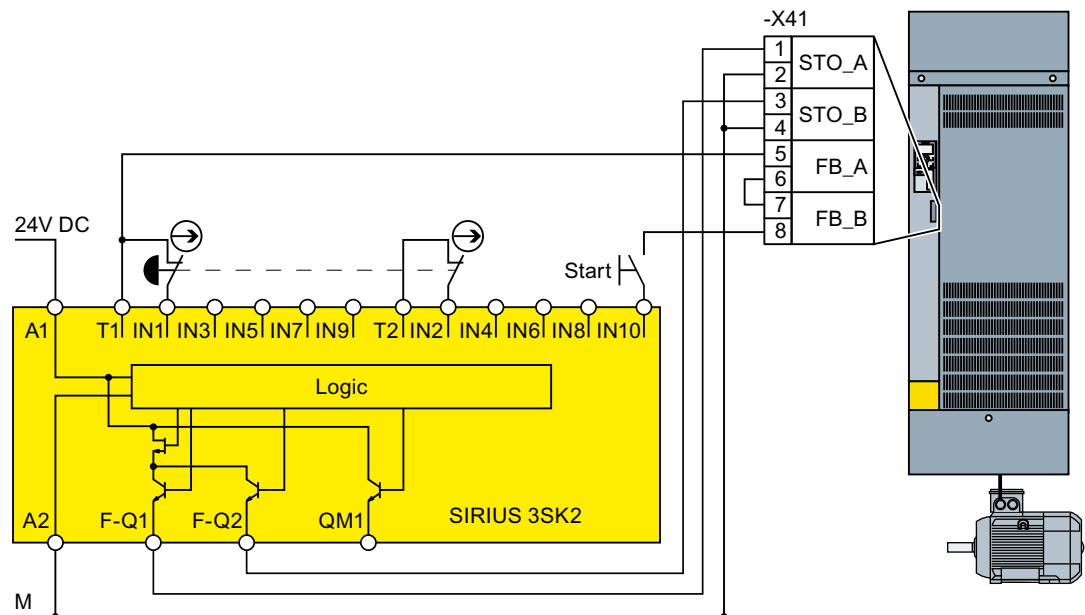 -X41
1
STO_A
2
3
STO_B
4
5
FB_A
6
7
FB_B
8
24V DC
Start
A1 T1 IN1 IN3 IN5 IN7 IN9 T2 IN2 IN4 IN6 IN8 IN10
Logic
A2 F-Q1 F-Q2 QM1 SIRIUS 3SK2
M